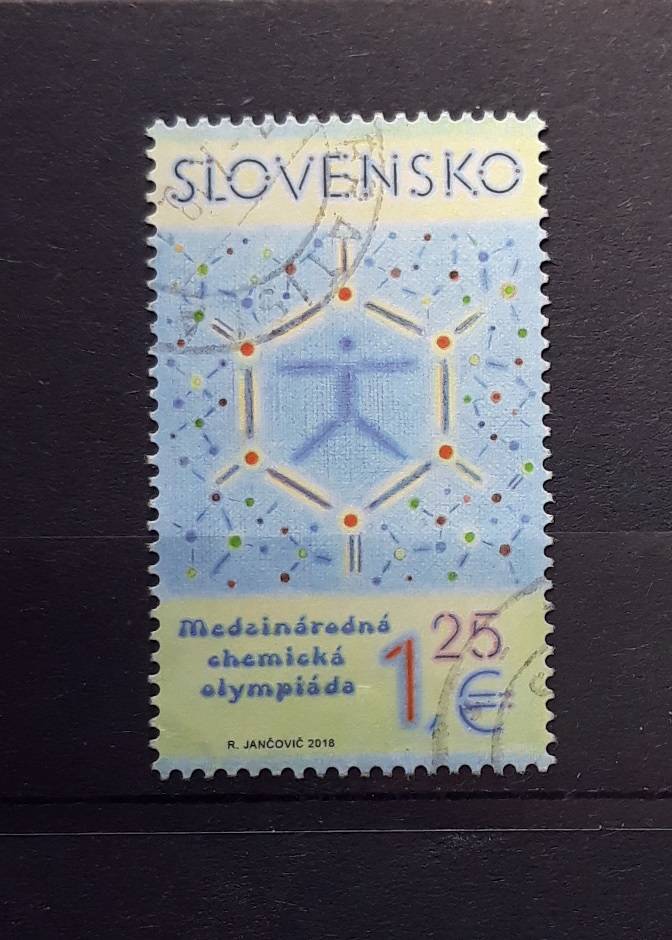 SLOVENSKO
Medzinárodná
chemická
olympiáda
1,25 €
R. JANČOVIČ 2018